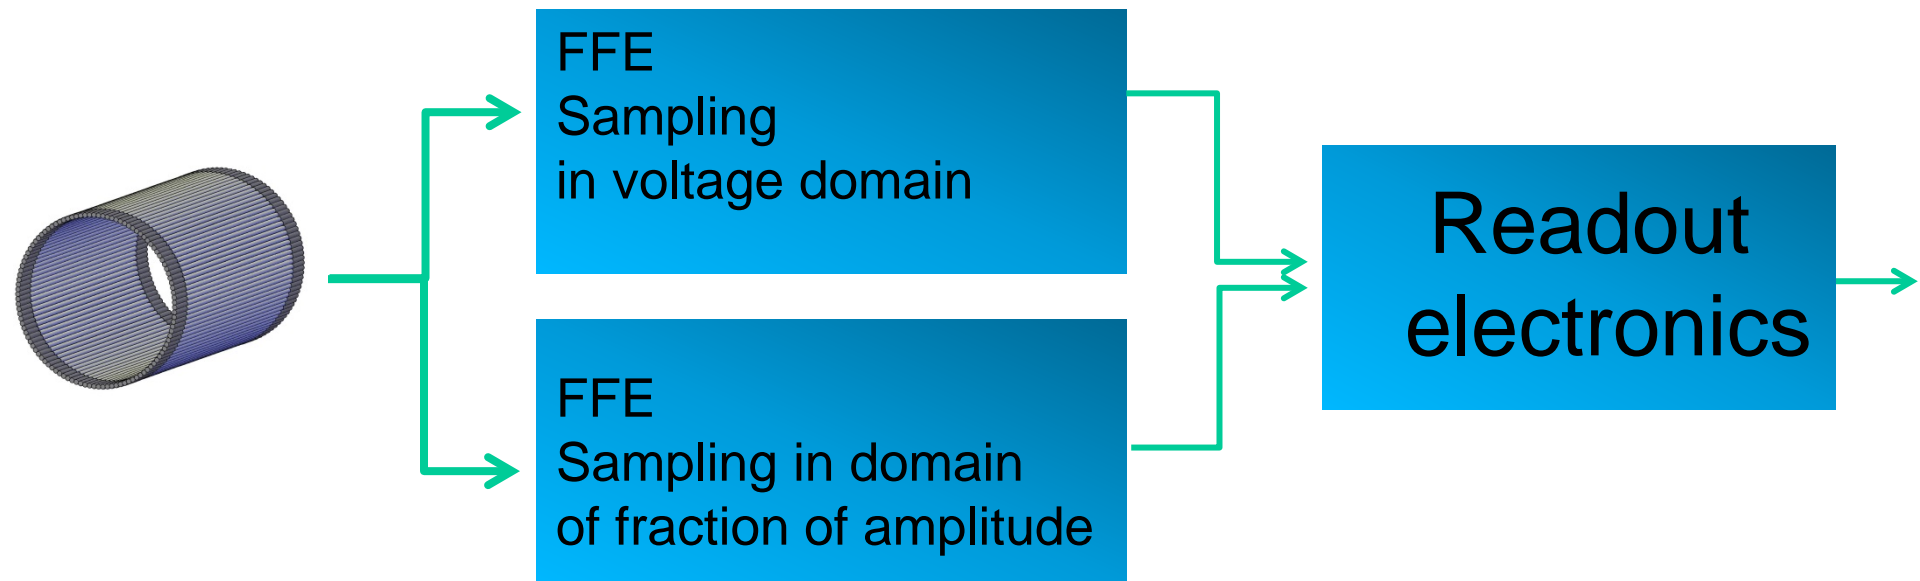 FFE
Sampling
in voltage domain
FFE
Sampling in domain
of fraction of amplitude
Readout
electronics